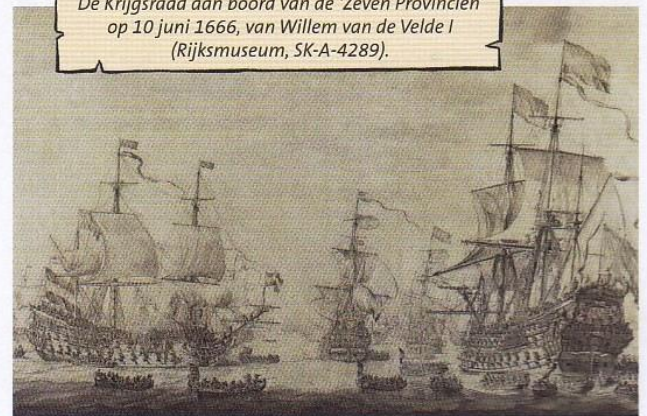 De Krijgsraad aan boord van de 'Zeven Provinciën'
op 10 juni 1666, van Willem van de Velde I
(Rijksmuseum, SK-A-4289).